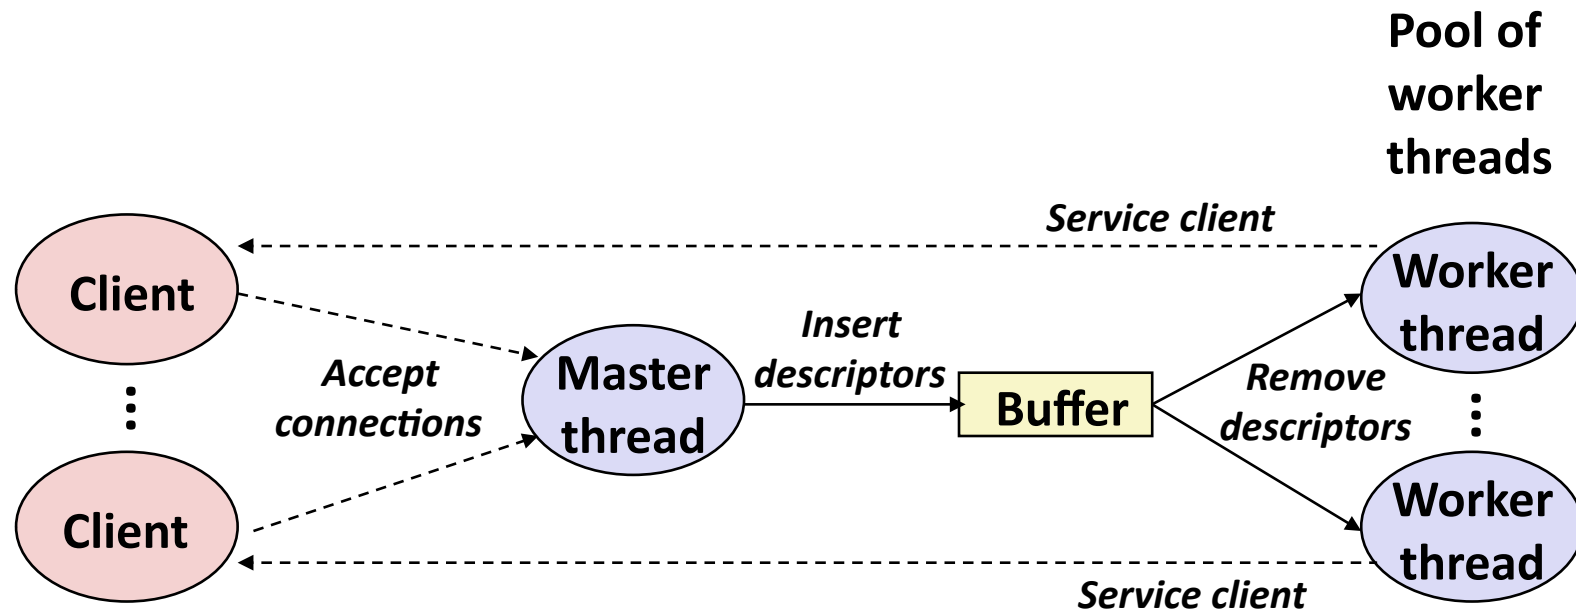 Pool of
worker
threads
Service client
Client
Worker
thread
Insert
descriptors
Accept
connections
Master
thread
Buffer
Remove
descriptors
Client
Worker
thread
Service client